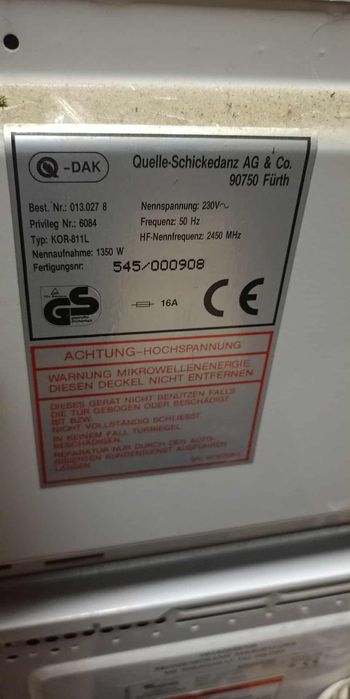 Q-DAK
Quelle-Schickedanz AG & Co.
90750 Fürth
Best. Nr.: 013.027 8
Privileg Nr.: 6084
Typ: KOR-811L
Nennaufnahme: 1350 W
Fertigungsnr:
545/000908
Nennspannung: 230V~
Frequenz: 50 Hz
HF-Nennfrequenz: 2450 MHz
GS
16A
CE
ACHTUNG-HOCHSPANNUNG
WARNUNG MIKROWELLENENERGIE
DIESEN DECKEL NICHT ENTFERNEN
DIESES GERÄT NICHT BENUTZEN FALLS
DIE TÜR GEBOGEN ODER BESCHÄDIGT
IST BZW.
NICHT VOLLSTÄNDIG SCHLIESST.
IN KEINEM FALL TÜRRIEGEL
BESCHÄDIGEN.
REPARATUR NUR DURCH DEN AUTO-
RISIERTEN KUNDENDIENST AUSFÜHREN
LASSEN.